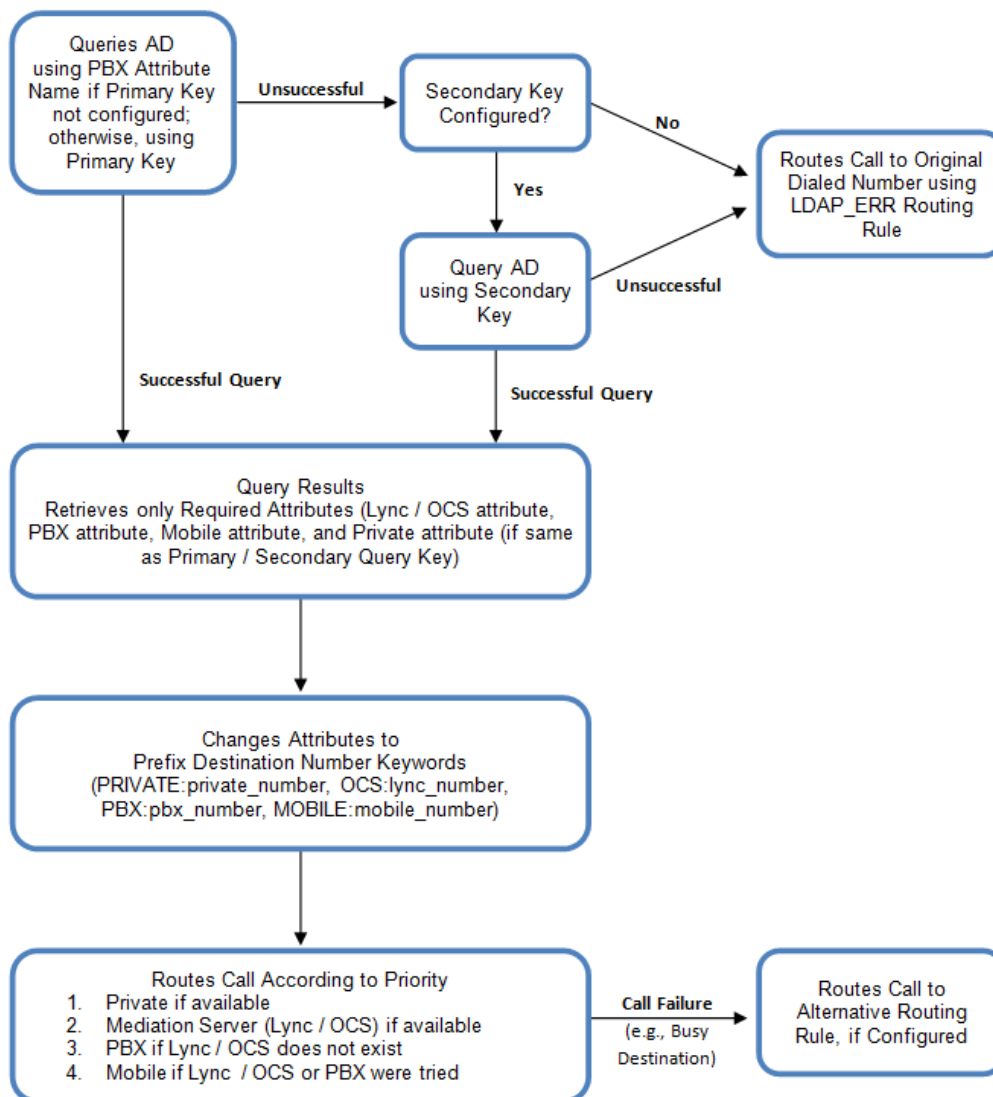 Queries AD
using PBX Attribute
Name if Primary Key
not configured;
otherwise, using
Primary Key
Unsuccessful
Secondary Key
Configured?
No
Routes Call to Original
Dialed Number using
LDAP_ERR Routing
Rule
Yes
Query AD
using Secondary
Key
Unsuccessful
Successful Query
Successful Query
Query Results
Retrieves only Required Attributes (Lync / OCS attribute,
PBX attribute, Mobile attribute, and Private attribute (if same
as Primary / Secondary Query Key)
Changes Attributes to
Prefix Destination Number Keywords
(PRIVATE:private_number, OCS:lync_number,
PBX:pbx_number, MOBILE:mobile_number)
Routes Call According to Priority
1. Private if available
2. Mediation Server (Lync / OCS) if available
3. PBX if Lync / OCS does not exist
4. Mobile if Lync / OCS or PBX were tried
Call Failure
(e.g., Busy
Destination)
Routes Call to
Alternative Routing
Rule, if Configured